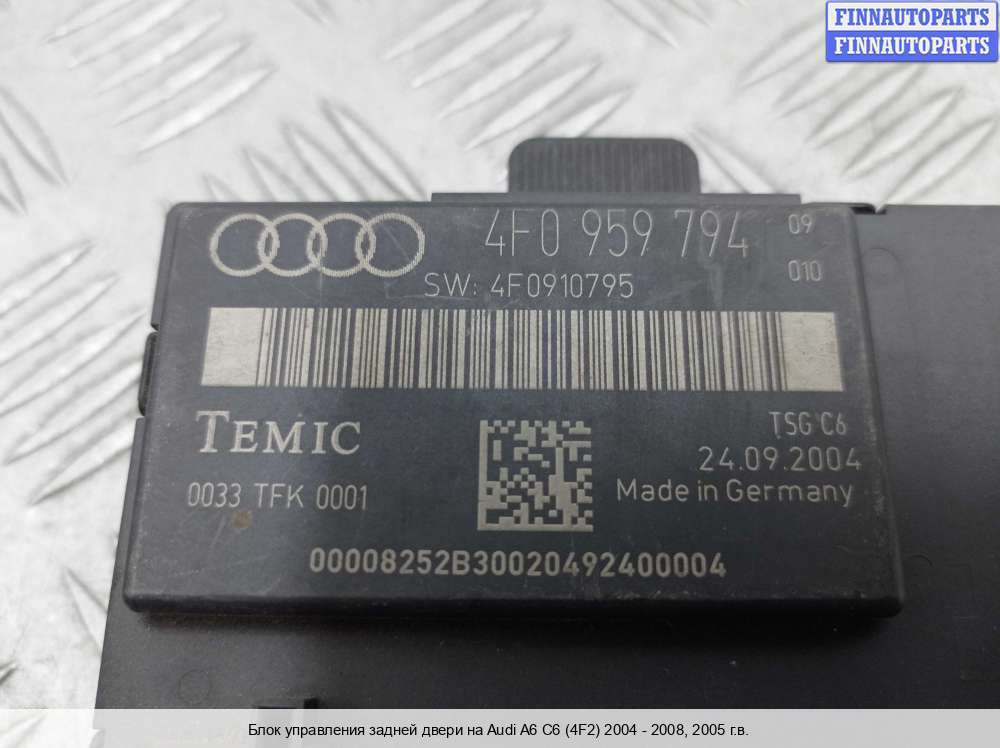 FINNAUTOPARTS
FINNAUTOPARTS
4F0 959 794 09
010
SW: 4F0910795
TEMIC
TSG C6
24.09.2004
0033 TFK 0001
Made in Germany
00008252B30020492400004
Блок управления задней двери на Audi A6 C6 (4F2) 2004 - 2008, 2005 г.в.